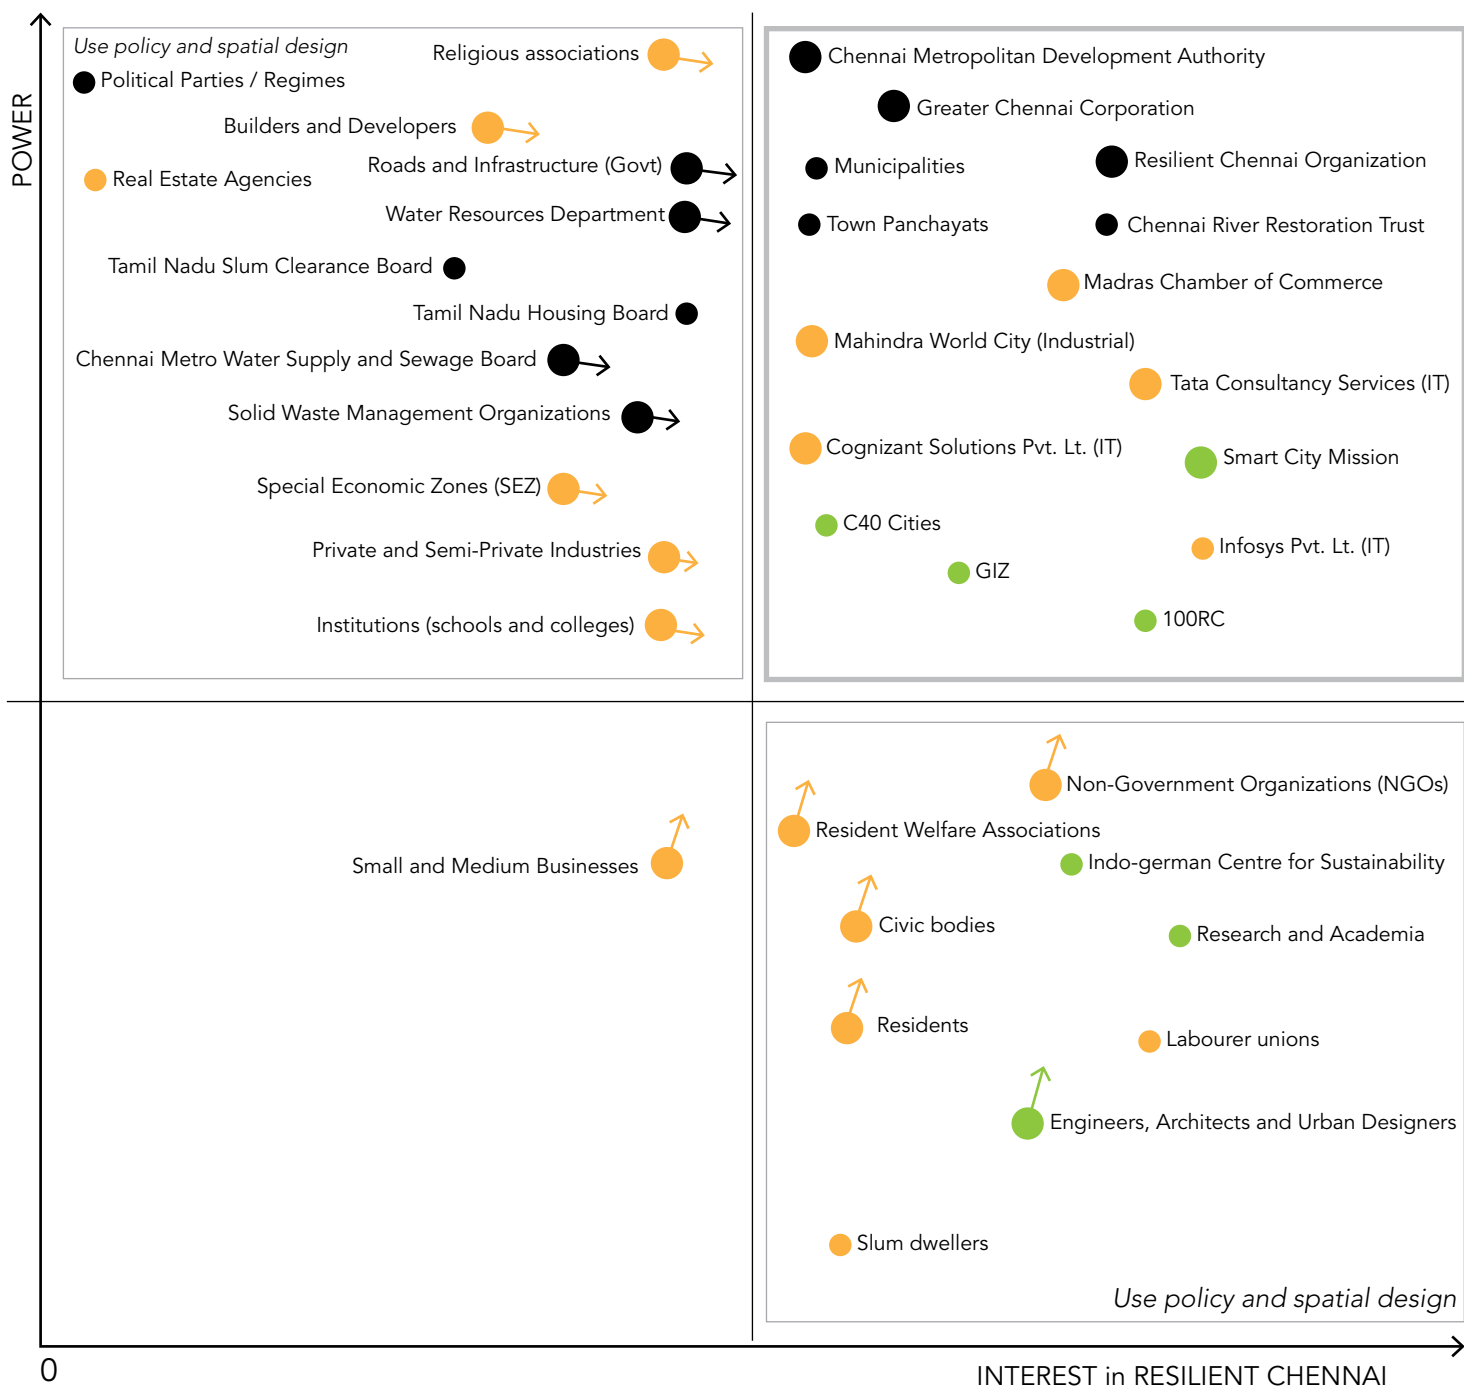 POWER
Use policy and spatial design
Political Parties / Regimes
Religious associations
Builders and Developers
Real Estate Agencies
Roads and Infrastructure (Govt)
Water Resources Department
Tamil Nadu Slum Clearance Board
Tamil Nadu Housing Board
Chennai Metro Water Supply and Sewage Board
Solid Waste Management Organizations
Special Economic Zones (SEZ)
Private and Semi-Private Industries
Institutions (schools and colleges)
Chennai Metropolitan Development Authority
Greater Chennai Corporation
Municipalities
Resilient Chennai Organization
Town Panchayats
Chennai River Restoration Trust
Madras Chamber of Commerce
Mahindra World City (Industrial)
Tata Consultancy Services (IT)
Cognizant Solutions Pvt. Lt. (IT)
Smart City Mission
C40 Cities
Infosys Pvt. Lt. (IT)
GIZ
100RC
Small and Medium Businesses
Non-Government Organizations (NGOs)
Resident Welfare Associations
Indo-german Centre for Sustainability
Civic bodies
Research and Academia
Residents
Labourer unions
Engineers, Architects and Urban Designers
Slum dwellers
Use policy and spatial design
0
INTEREST in RESILIENT CHENNAI